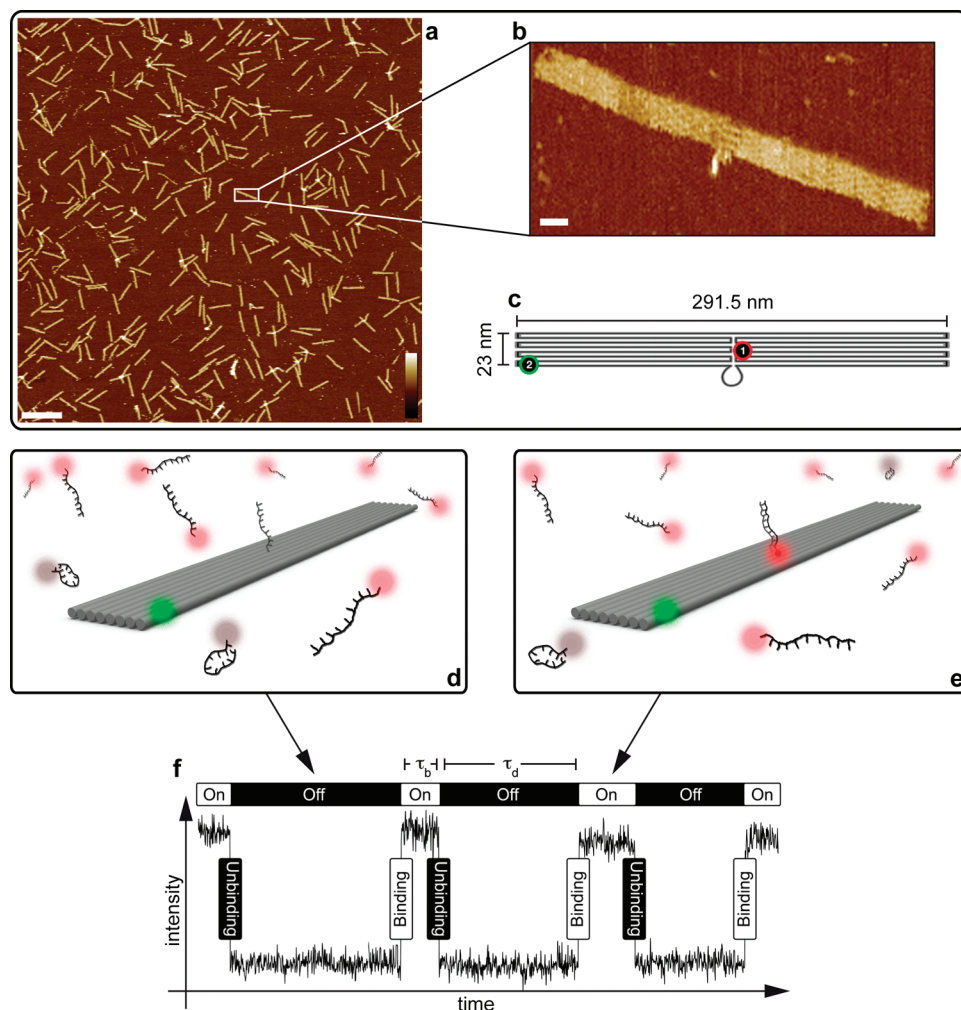 a
b
c
291.5 nm
23 nm
1
2
d
e
f
τb
τd
On Off On Off On Off On
Unbinding
Binding
Unbinding
Binding
Unbinding
Binding
intensity
time